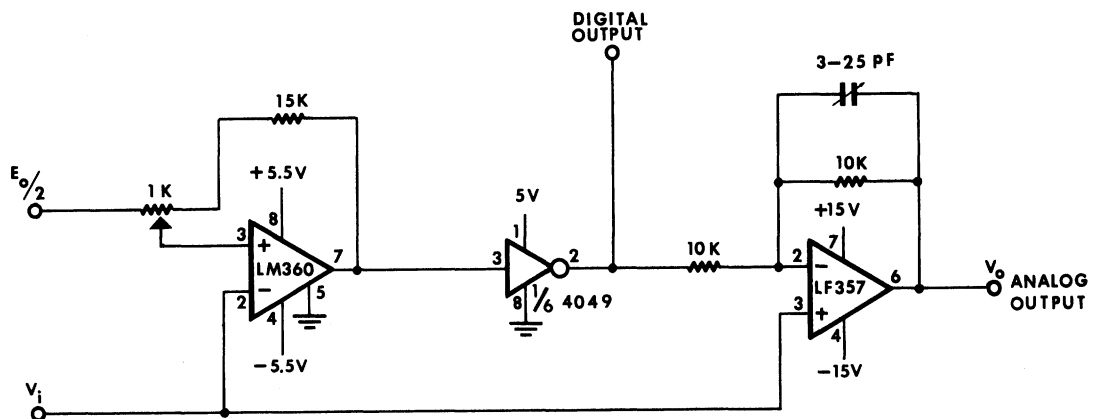 DIGITAL
OUTPUT
3–25 pF
15K
E₀/2
1K
+5.5V
8
3
+
LM360
7
–
2
5
4
–5.5V
5V
1
3
2
8
1/6 4049
10K
10K
+15V
7
2
–
LF357
6
3
+
4
–15V
V₀ ANALOG
OUTPUT
Vᵢ